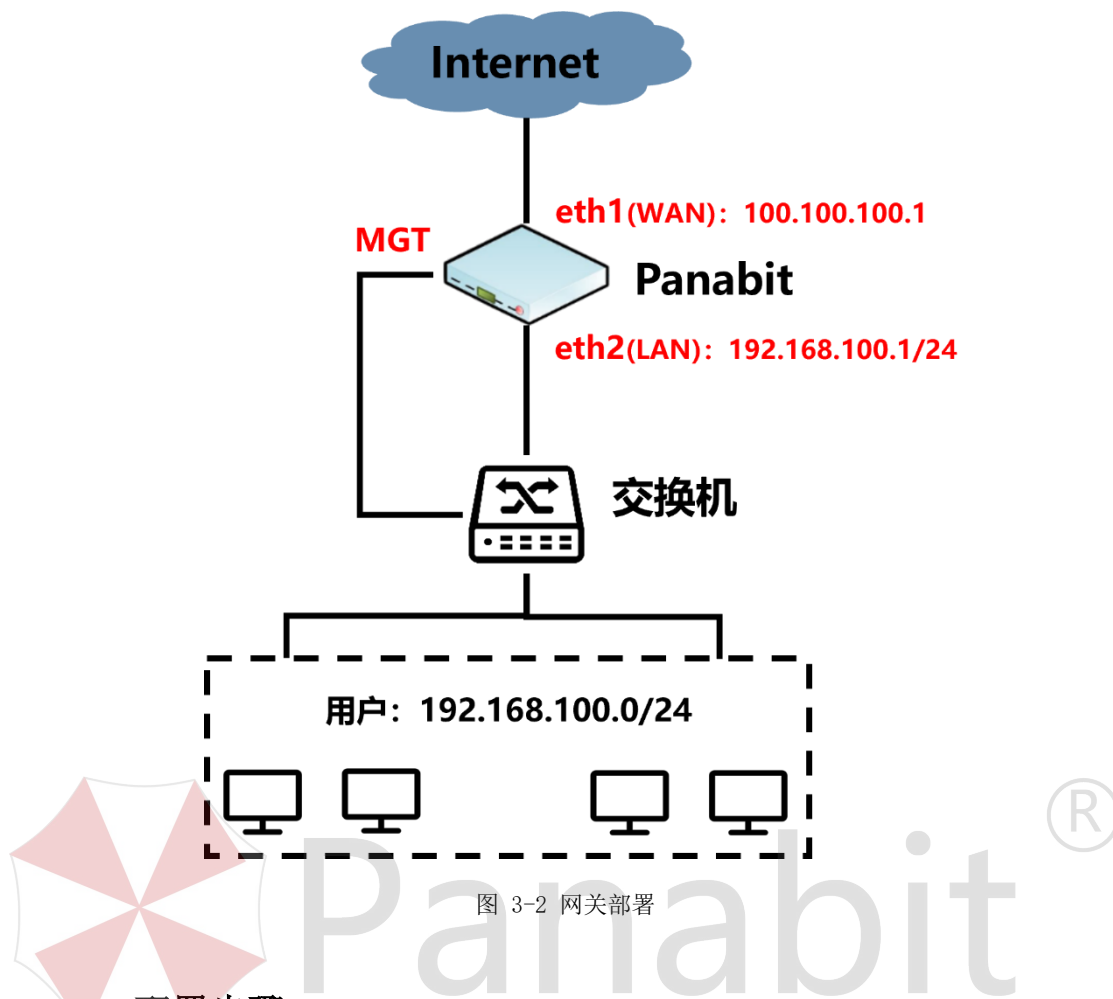 Internet
eth1(WAN)：100.100.100.1
MGT
Panabit
eth2(LAN)：192.168.100.1/24
交换机
用户：192.168.100.0/24
图 3-2 网关部署
Panabit®